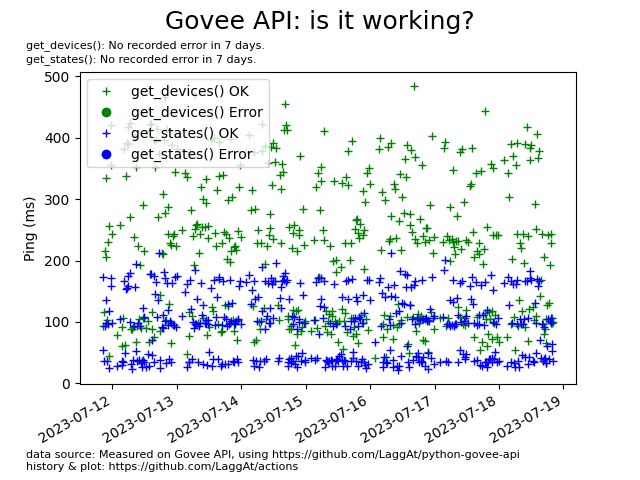 Govee API: is it working?
get_devices(): No recorded error in 7 days.
get_states(): No recorded error in 7 days.
500
400
300
200
100
0
Ping (ms)
get_devices() OK
get_devices() Error
get_states() OK
get_states() Error
2023-07-12
2023-07-13
2023-07-14
2023-07-15
2023-07-16
2023-07-17
2023-07-18
2023-07-19
data source: Measured on Govee API, using https://github.com/LaggAt/python-govee-api
history & plot: https://github.com/LaggAt/actions